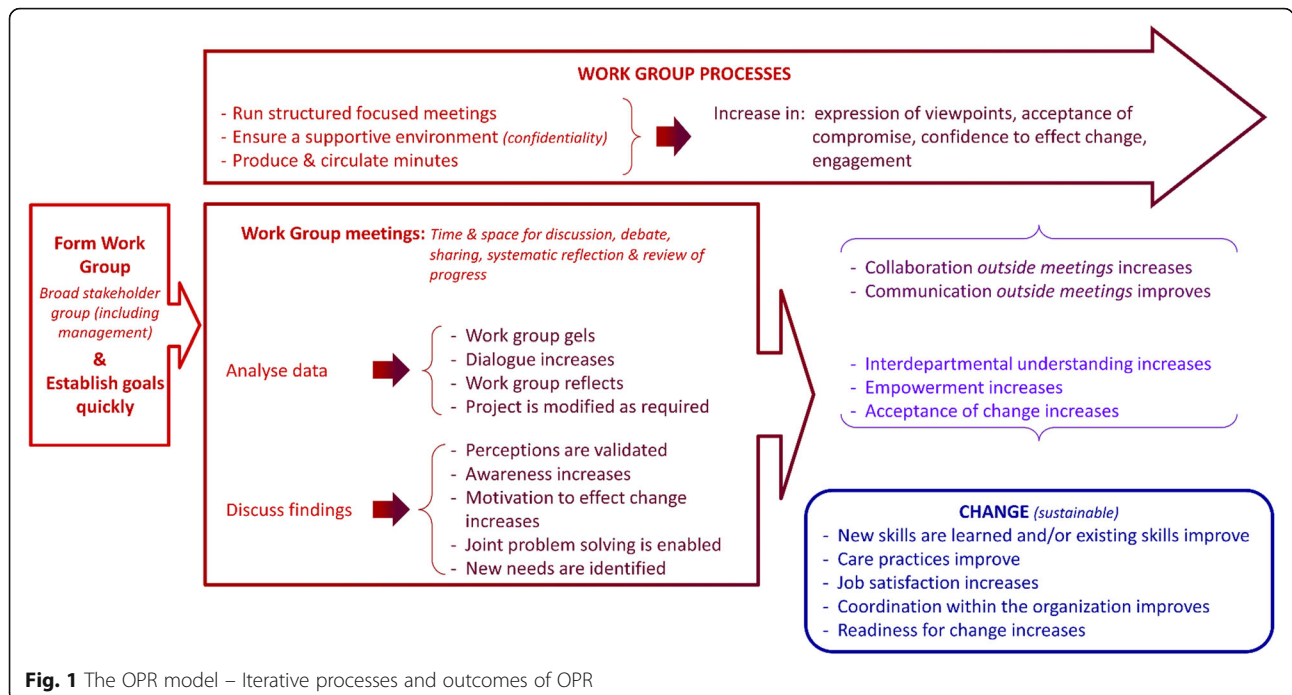 WORK GROUP PROCESSES
- Run structured focused meetings
- Ensure a supportive environment (confidentiality)
- Produce & circulate minutes
Increase in: expression of viewpoints, acceptance of
compromise, confidence to effect change,
engagement
Form Work
Group
Broad stakeholder
group (including
management)
&
Establish goals
quickly
Work Group meetings: Time & space for discussion, debate,
sharing, systematic reflection & review of
progress
Analyse data
- Work group gels
- Dialogue increases
- Work group reflects
- Project is modified as required
Discuss findings
- Perceptions are validated
- Awareness increases
- Motivation to effect change
increases
- Joint problem solving is enabled
- New needs are identified
- Collaboration outside meetings increases
- Communication outside meetings improves
- Interdepartmental understanding increases
- Empowerment increases
- Acceptance of change increases
CHANGE (sustainable)
- New skills are learned and/or existing skills improve
- Care practices improve
- Job satisfaction increases
- Coordination within the organization improves
- Readiness for change increases
Fig. 1 The OPR model – Iterative processes and outcomes of OPR